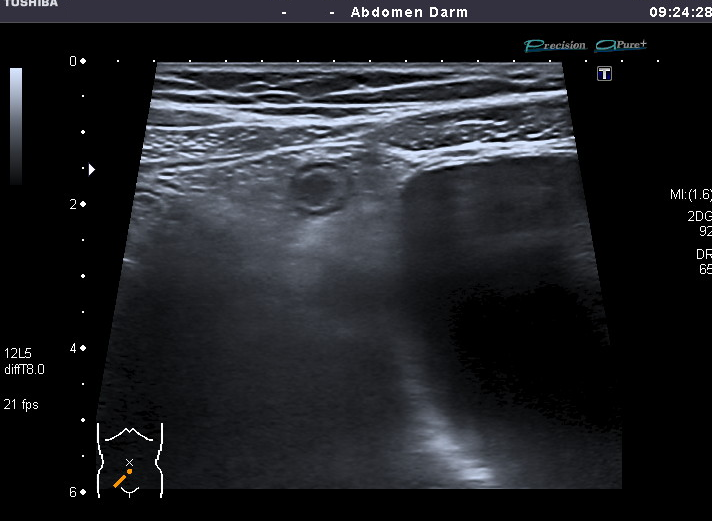 TOSHIBA
- - Abdomen Darm
09:24:28
Precision APure+
T
0
2
4
6
MI:(1.6)
2DG
92
DR
65
12L5
diffT8.0
21 fps